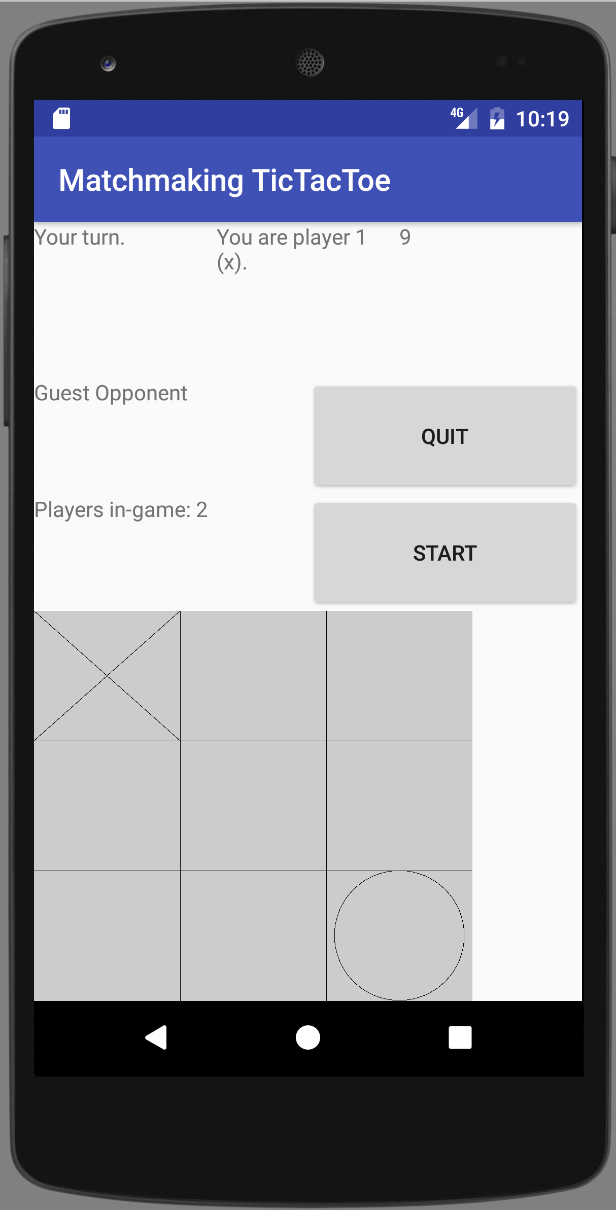 4G 10:19
Matchmaking TicTacToe
Your turn. You are player 1 9
(x).
Guest Opponent
QUIT
Players in-game: 2
START